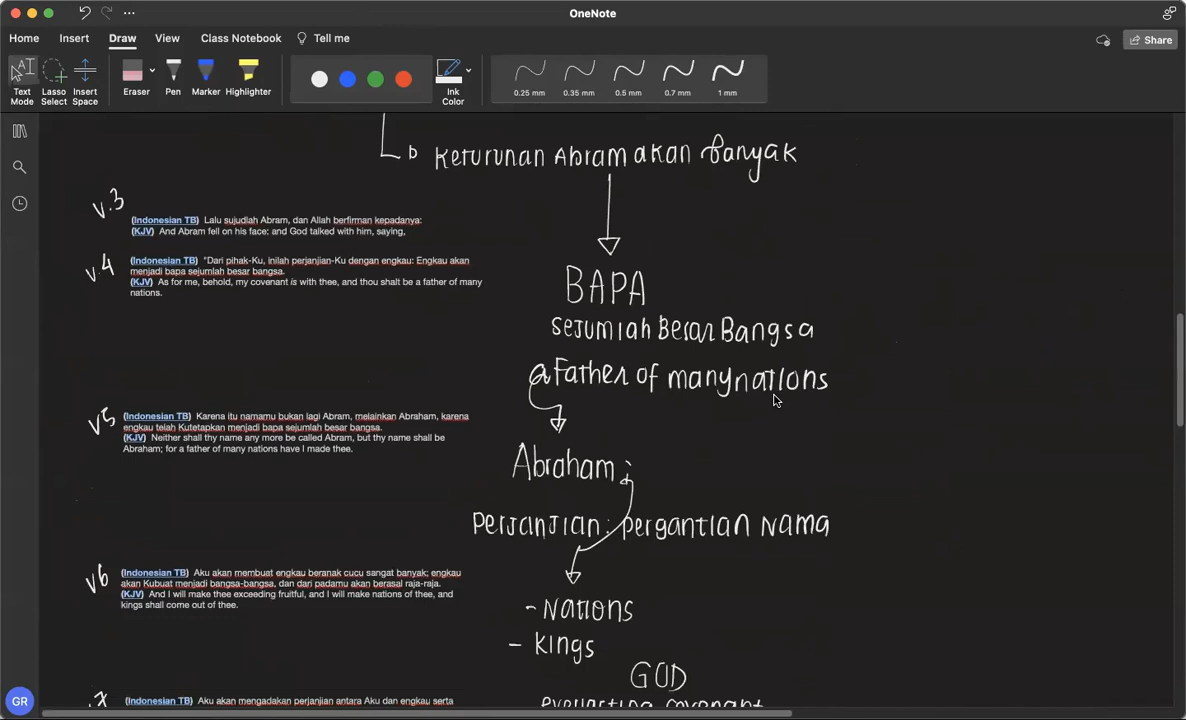 OneNote
Home Insert Draw View Class Notebook Tell me
Share
Text Mode
Lasso Select
Insert Space
Eraser
Pen
Marker
Highlighter
Ink Color
0.25 mm
0.35 mm
0.5 mm
0.7 mm
1 mm
b Keturunan Abram akan banyak
v.3
(Indonesian TB) Lalu sujudlah Abram, dan Allah berfirman kepadanya:
(KJV) And Abram fell on his face: and God talked with him, saying,
v.4
(Indonesian TB) "Dari pihak-Ku, inilah perjanjian-Ku dengan engkau: Engkau akan
menjadi bapa sejumlah besar bangsa.
(KJV) As for me, behold, my covenant is with thee, and thou shalt be a father of many
nations.
BAPA
Sejumlah Besar Bangsa
a Father of many nations
v5
(Indonesian TB) Karena itu namamu bukan lagi Abram, melainkan Abraham, karena
engkau telah Kutetapkan menjadi bapa sejumlah besar bangsa.
(KJV) Neither shall thy name any more be called Abram, but thy name shall be
Abraham; for a father of many nations have I made thee.
Abraham ;
Perjanjian : pergantian Nama
v6
(Indonesian TB) Aku akan membuat engkau beranak cucu sangat banyak; engkau
akan Kubuat menjadi bangsa-bangsa, dan dari padamu akan berasal raja-raja.
(KJV) And I will make thee exceeding fruitful, and I will make nations of thee, and
kings shall come out of thee.
- Nations
- Kings
GOD
(Indonesian TB) Aku akan mengadakan perjanjian antara Aku dan engkau serta
everlasting covenant
GR